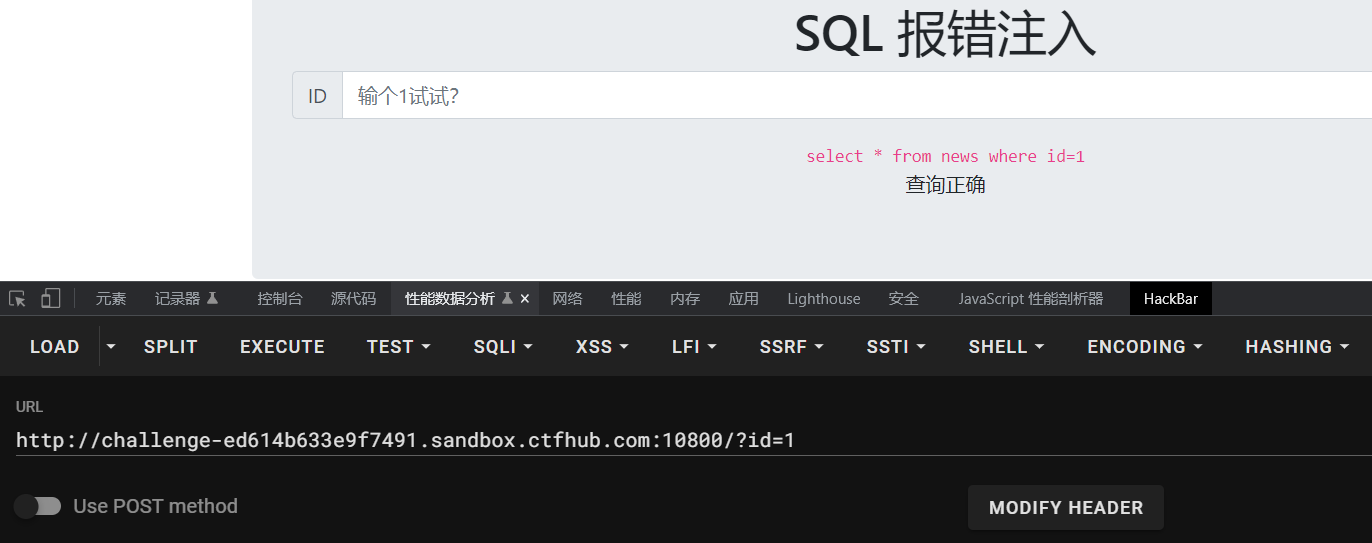 SQL 报错注入
ID 输个1试试?
select * from news where id=1
查询正确
元素 记录器 控制台 源代码 性能数据分析 × 网络 性能 内存 应用 Lighthouse 安全 JavaScript 性能剖析器 HackBar
LOAD SPLIT EXECUTE TEST SQLI XSS LFI SSRF SSTI SHELL ENCODING HASHING
URL
http://challenge-ed614b633e9f7491.sandbox.ctfhub.com:10800/?id=1
Use POST method MODIFY HEADER